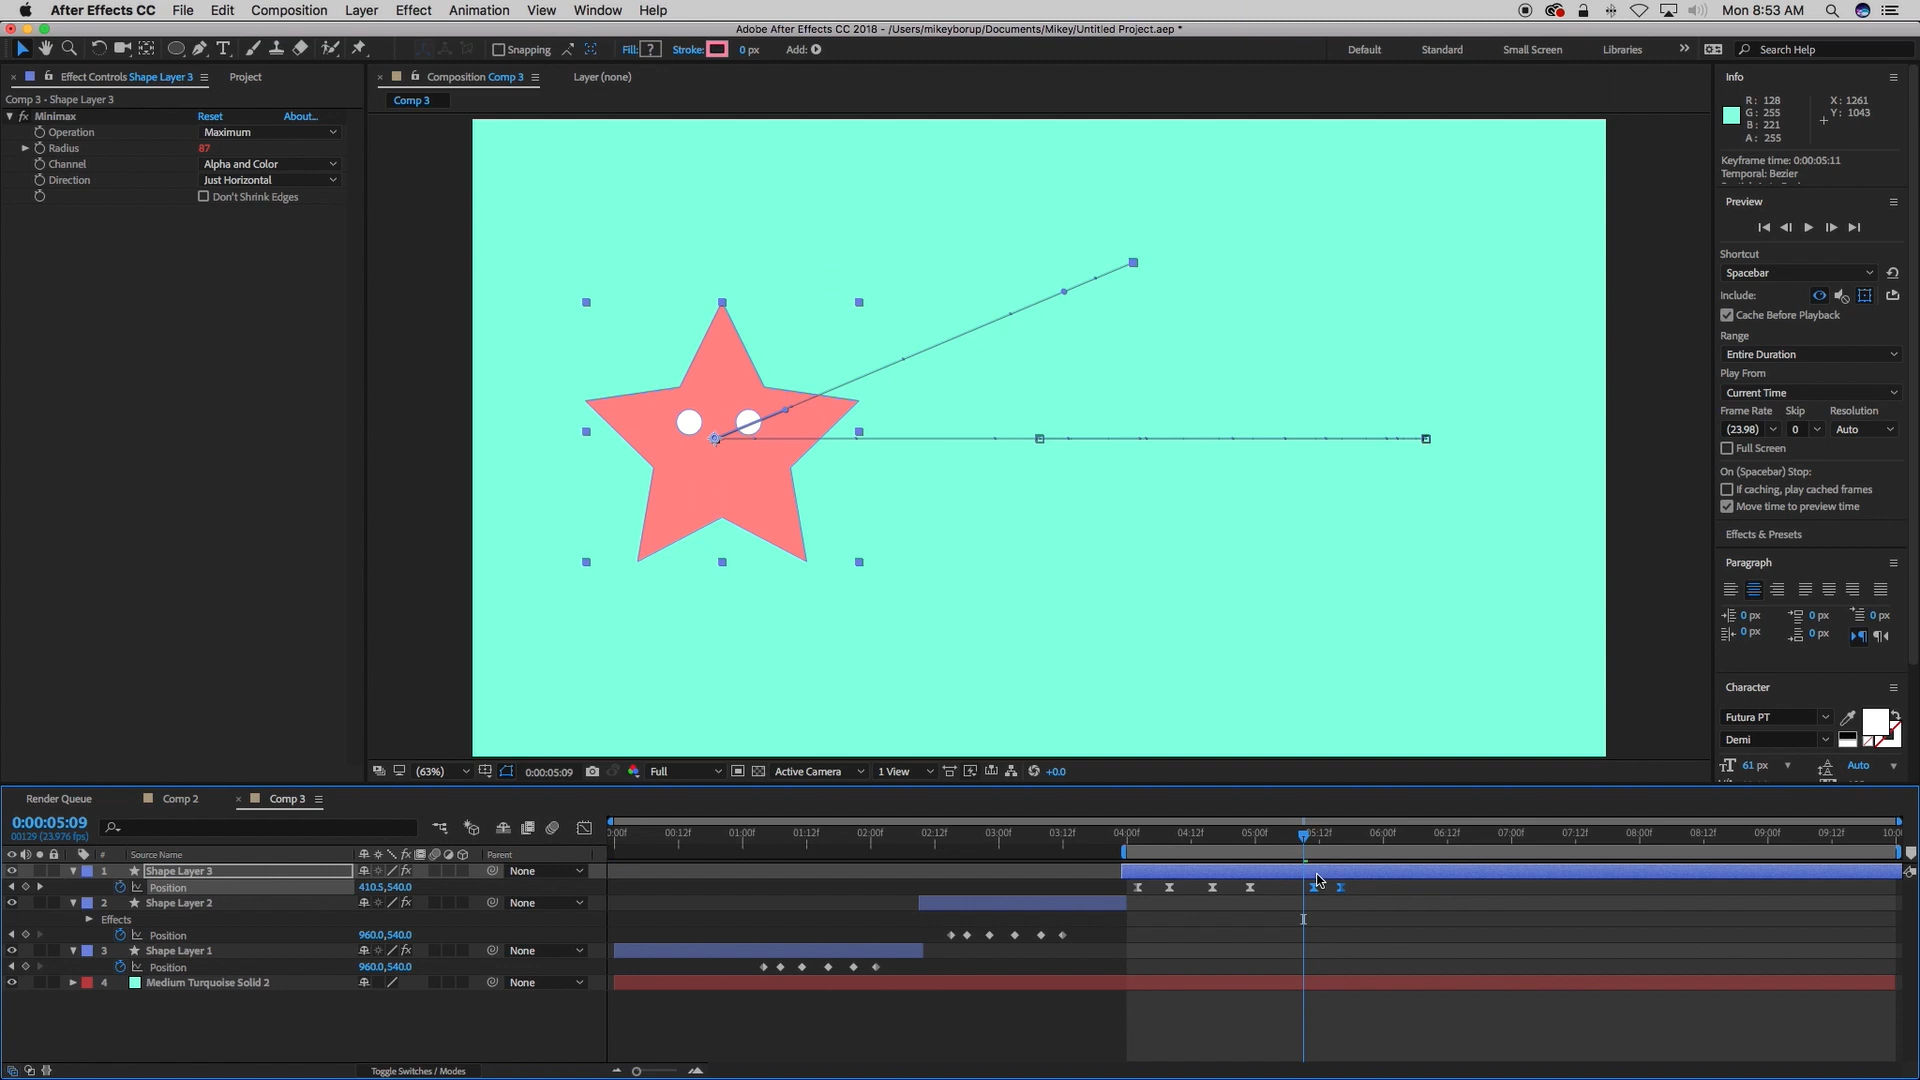 After Effects CC File Edit Composition Layer Effect Animation View Window Help Mon 8:53 AM
Adobe After Effects CC 2018 - /Users/mikeyborup/Documents/Mikey/Untitled Project.aep *
Snapping Fill: ? Stroke: 0 px Add: Default Standard Small Screen Libraries Search Help
Effect Controls Shape Layer 3 Project Composition Comp 3 Layer (none) Info
Comp 3 - Shape Layer 3 Comp 3
fx Minimax Reset About...
Operation Maximum
Radius 87
Channel Alpha and Color
Direction Just Horizontal
Don't Shrink Edges
R: 128 X: 1261
G: 255 Y: 1043
B: 221
A: 255
Keyframe time: 0:00:05:11
Temporal: Bezier
Preview
Shortcut
Spacebar
Include:
Cache Before Playback
Range
Entire Duration
Play From
Current Time
Frame Rate Skip Resolution
(23.98) 0 Auto
Full Screen
On (Spacebar) Stop:
If caching, play cached frames
Move time to preview time
Effects & Presets
Paragraph
0 px 0 px 0 px
0 px 0 px
Character
Futura PT
Demi
61 px Auto
(63%) 0:00:05:09 Full Active Camera 1 View +0.0
Render Queue Comp 2 Comp 3
0:00:05:09
00129 (23.976 fps)
:00f 00:12f 01:00f 01:12f 02:00f 02:12f 03:00f 03:12f 04:00f 04:12f 05:00f 05:12f 06:00f 06:12f 07:00f 07:12f 08:00f 08:12f 09:00f 09:12f 10:0
# Source Name fx Parent
1 Shape Layer 3 fx None
Position 410.5,540.0
2 Shape Layer 2 fx None
Effects
Position 960.0,540.0
3 Shape Layer 1 fx None
Position 960.0,540.0
4 Medium Turquoise Solid 2 None
Toggle Switches / Modes